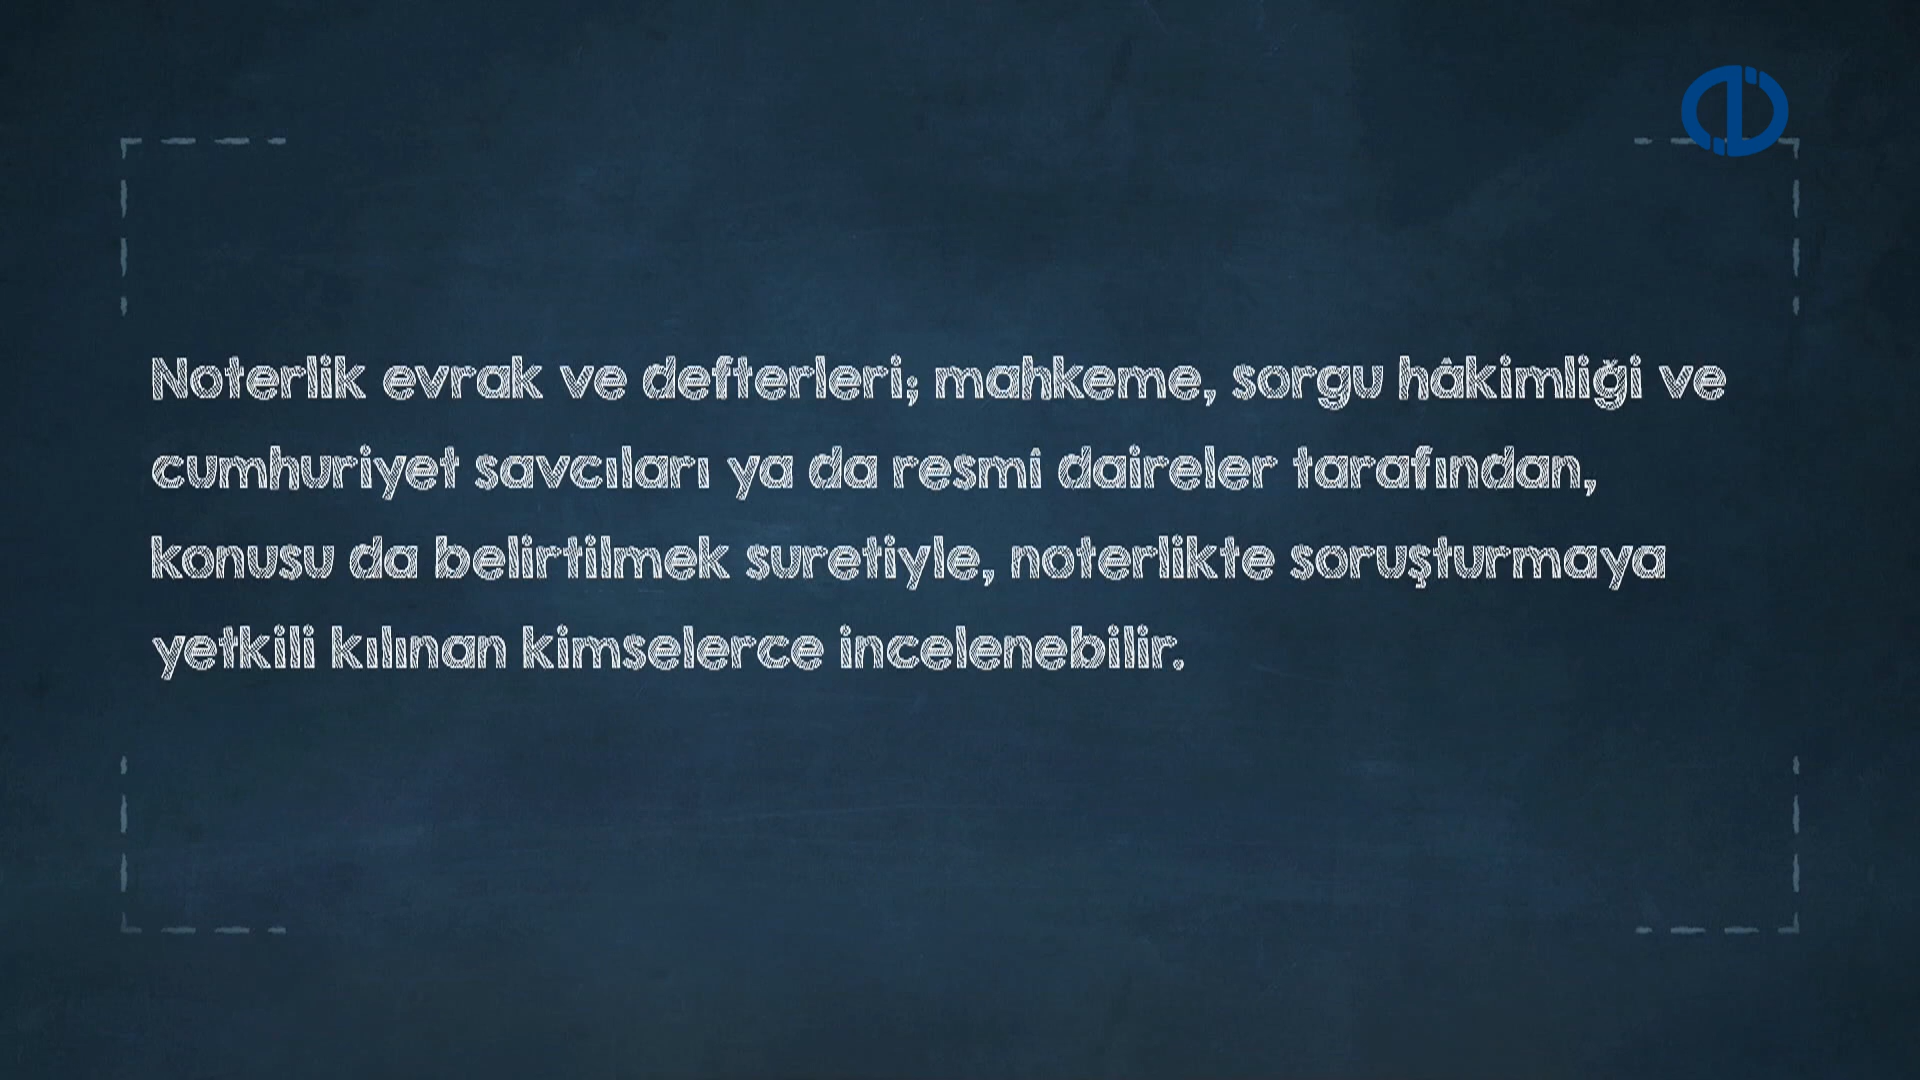 Noterlik evrak ve defterleri; mahkeme, sorgu hâkimliği ve
cumhuriyet savcıları ya da resmî daireler tarafından,
konusu da belirtilmek suretiyle, noterlikte soruşturmaya
yetkili kılınan kimselerce incelenebilir.